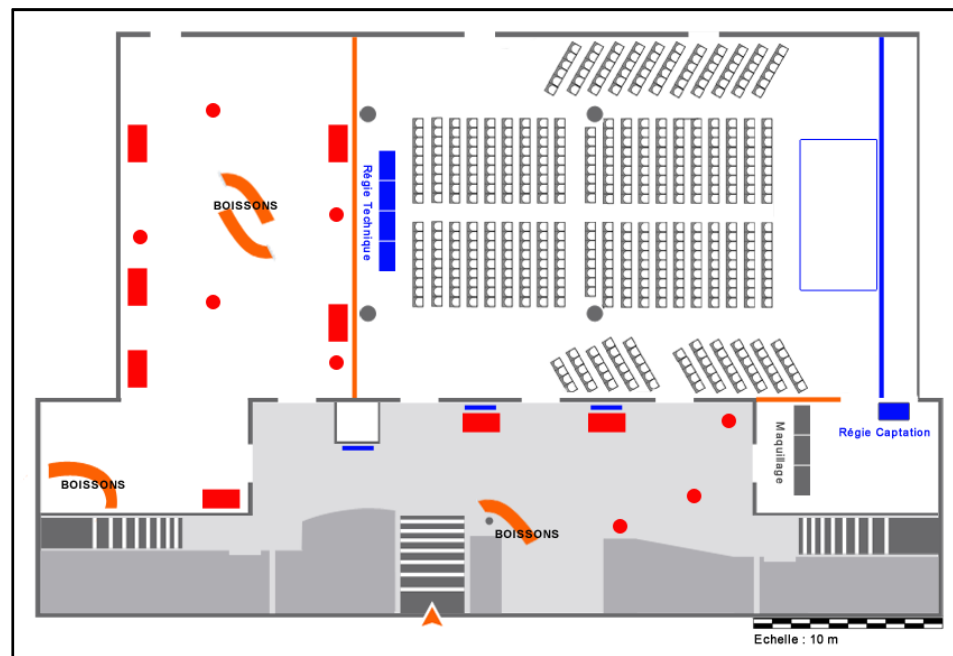 BOISSONS
Régie Technique
Régie Captation
Maquillage
BOISSONS
BOISSONS
Echelle : 10 m